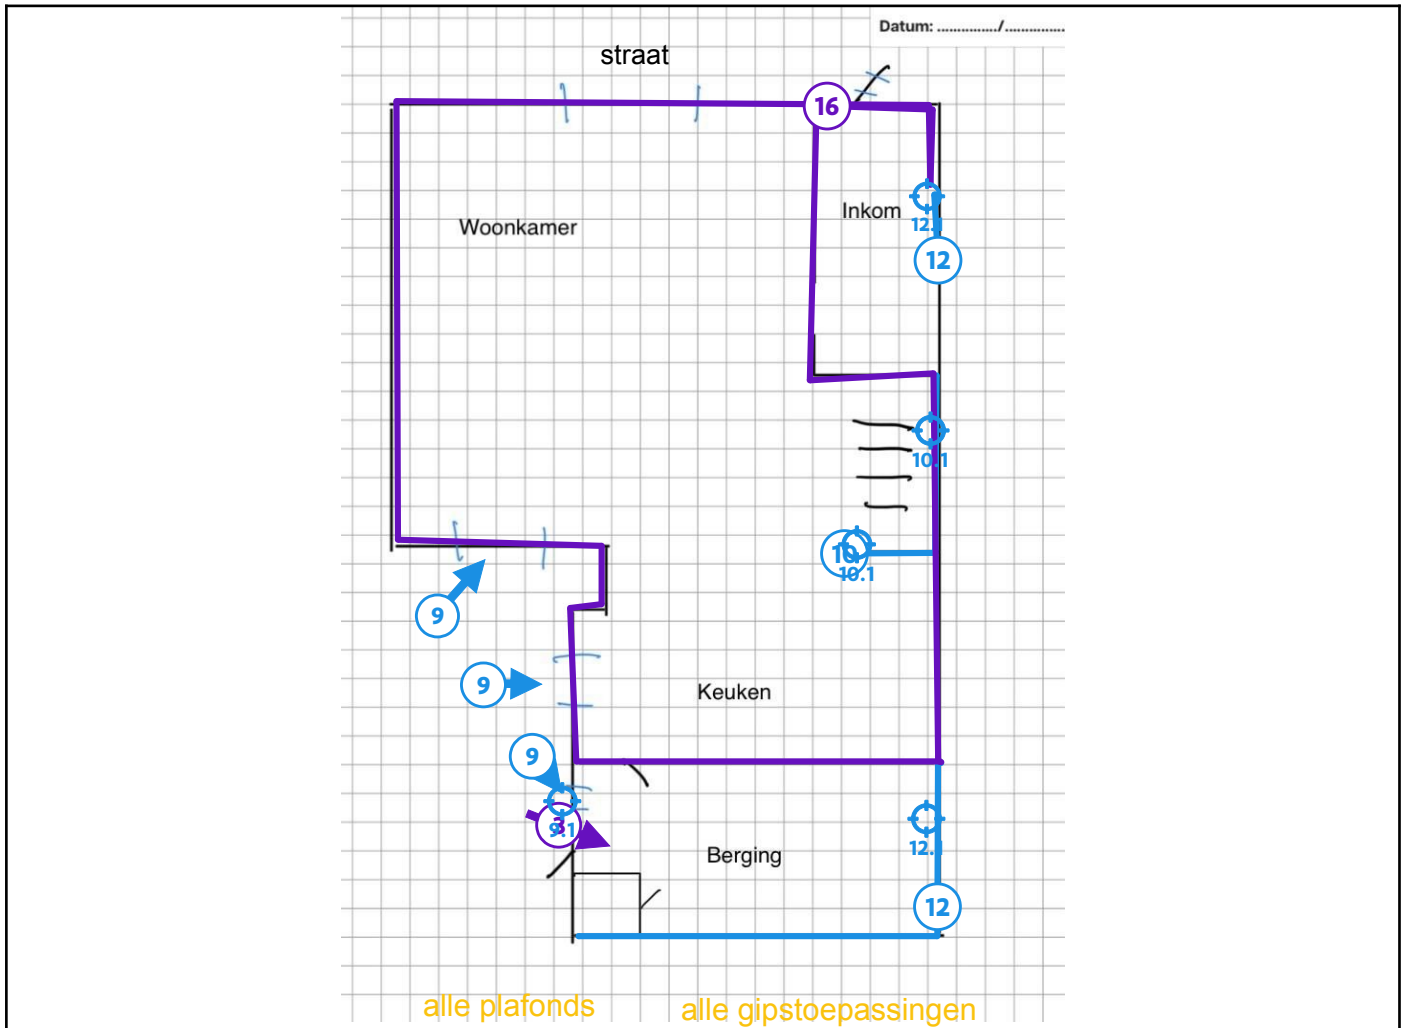 Datum: ............../...............
straat
16
Inkom
Woonkamer
12.1
12
10.1
10
10.1
9
9
Keuken
9
3
9.1
12.1
Berging
12
alle plafonds
alle gipstoepassingen